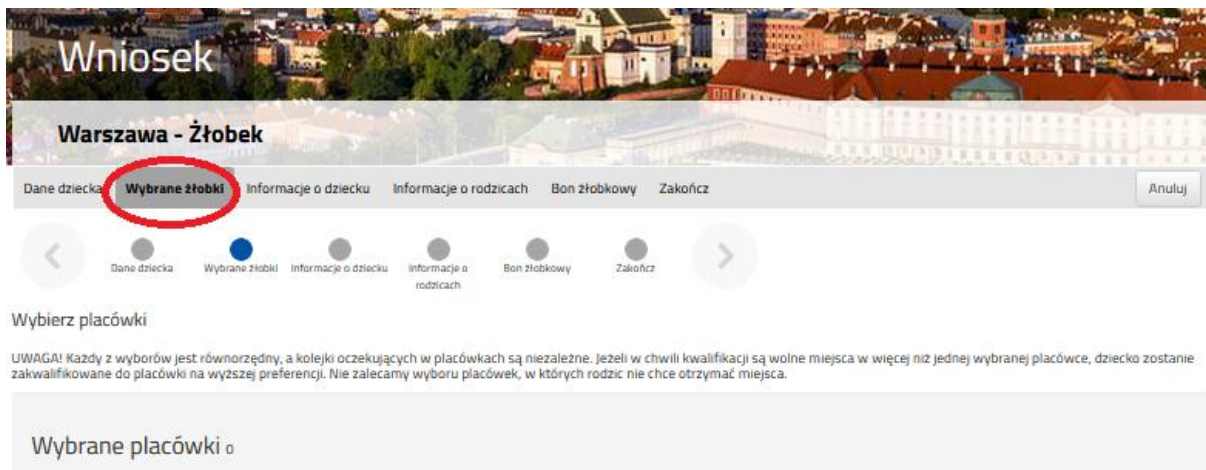 Wniosek
Warszawa - Żłobek
Dane dziecka Wybrane żłobki Informacje o dziecku Informacje o rodzicach Bon żłobkowy Zakończ Anuluj
Dane dziecka Wybrane żłobki Informacje o dziecku Informacje o rodzicach Bon żłobkowy Zakończ
Wybierz placówki
UWAGA! Każdy z wyborów jest równorzędny, a kolejki oczekujących w placówkach są niezależne. Jeżeli w chwili kwalifikacji są wolne miejsca w więcej niż jednej wybranej placówce, dziecko zostanie
zakwalifikowane do placówki na wyższej preferencji. Nie zalecamy wyboru placówek, w których rodzic nie chce otrzymać miejsca.
Wybrane placówki 0